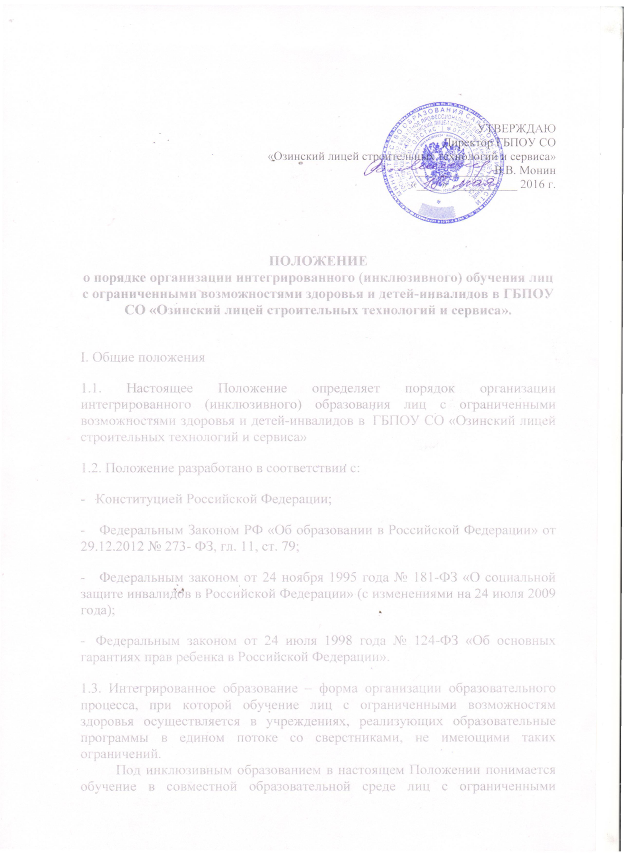 УТВЕРЖДАЮ
Директор ГБПОУ СО
«Озинский лицей строительных технологий и сервиса»
В.В. Монин
2016 г.
ПОЛОЖЕНИЕ
о порядке организации интегрированного (инклюзивного) обучения лиц
с ограниченными возможностями здоровья и детей-инвалидов в ГБПОУ
СО «Озинский лицей строительных технологий и сервиса».
I. Общие положения
1.1. Настоящее Положение определяет порядок организации
интегрированного (инклюзивного) образования лиц с ограниченными
возможностями здоровья и детей-инвалидов в ГБПОУ СО «Озинский лицей
строительных технологий и сервиса»
1.2. Положение разработано в соответствии с:
- Конституцией Российской Федерации;
- Федеральным Законом РФ «Об образовании в Российской Федерации» от
29.12.2012 № 273- ФЗ, гл. 11, ст. 79;
- Федеральным законом от 24 ноября 1995 года № 181-ФЗ «О социальной
защите инвалидов в Российской Федерации» (с изменениями на 24 июля 2009
года);
- Федеральным законом от 24 июля 1998 года № 124-ФЗ «Об основных
гарантиях прав ребенка в Российской Федерации».
1.3. Интегрированное образование – форма организации образовательного
процесса, при которой обучение лиц с ограниченными возможностям
здоровья осуществляется в учреждениях, реализующих образовательные
программы в едином потоке со сверстниками, не имеющими таких
ограничений.
Под инклюзивным образованием в настоящем Положении понимается
обучение в совместной образовательной среде лиц с ограниченными